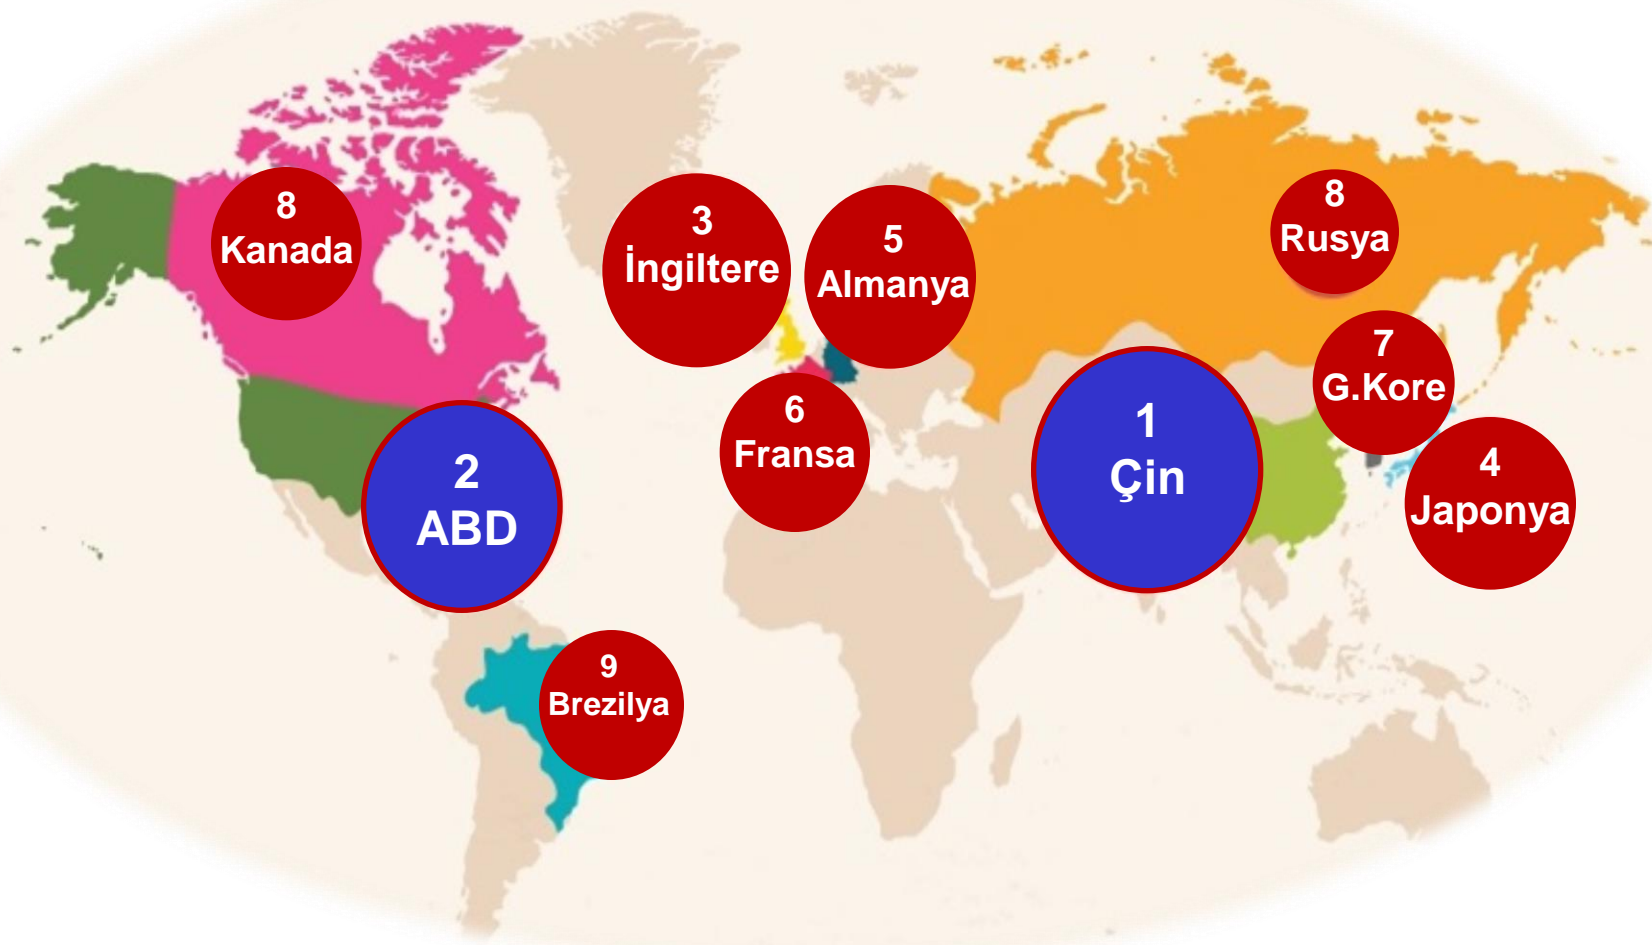 8
Kanada
3
İngiltere
5
Almanya
8
Rusya
7
G.Kore
6
Fransa
1
Çin
4
Japonya
2
ABD
9
Brezilya